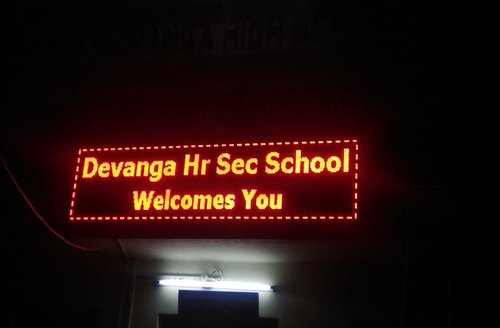 Devanga Hr Sec School
Welcomes You